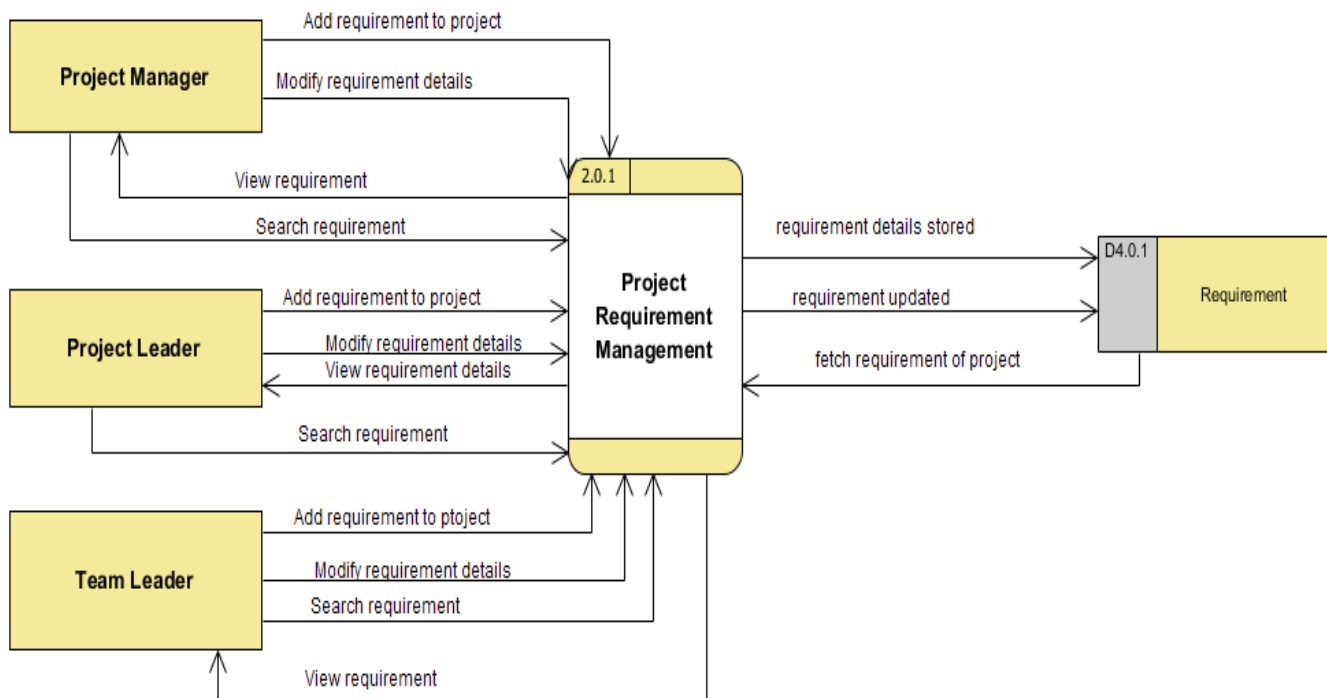 Add requirement to project
Project Manager
Modify requirement details
View requirement
Search requirement
2.0.1
Project
Requirement
Management
requirement details stored
D4.0.1
Requirement
requirement updated
fetch requirement of project
Add requirement to project
Project Leader
Modify requirement details
View requirement details
Search requirement
Add requirement to ptoject
Team Leader
Modify requirement details
Search requirement
View requirement